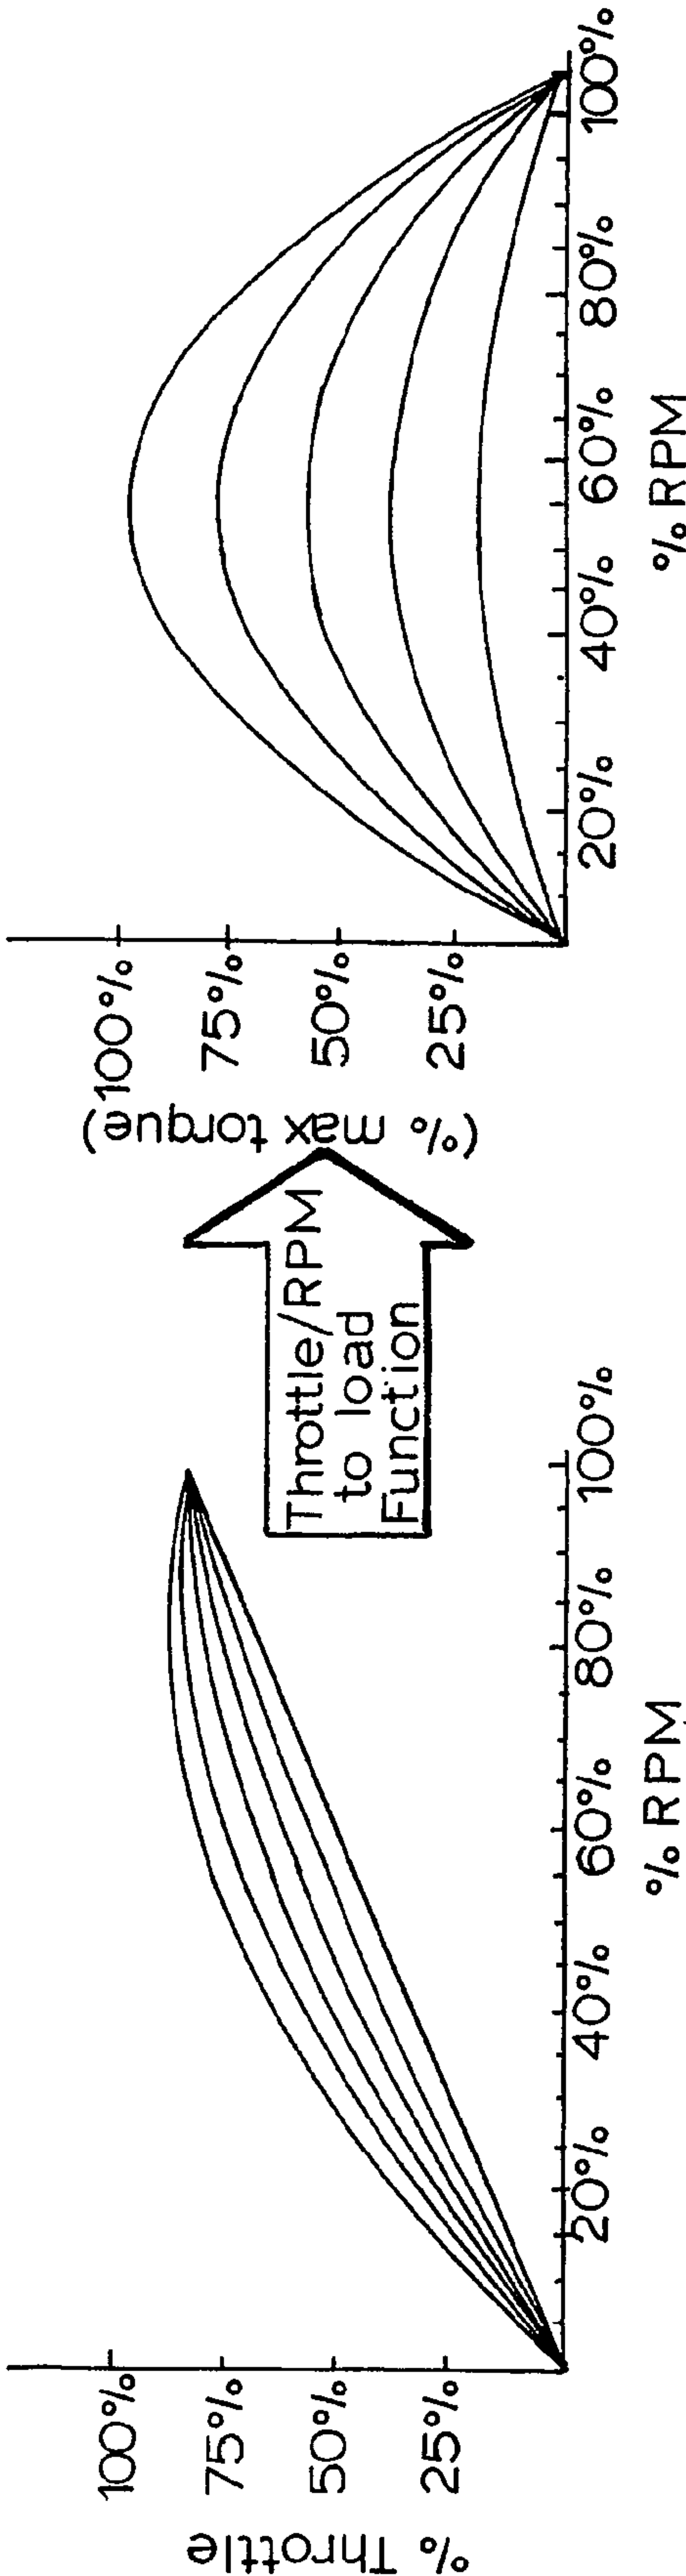 % Throttle
100%
75%
50%
25%
20%
40%
60%
80%
100%
% RPM
Throttle/RPM
to load
Function
(% max torque)
100%
75%
50%
25%
20%
40%
60%
80%
100%
% RPM